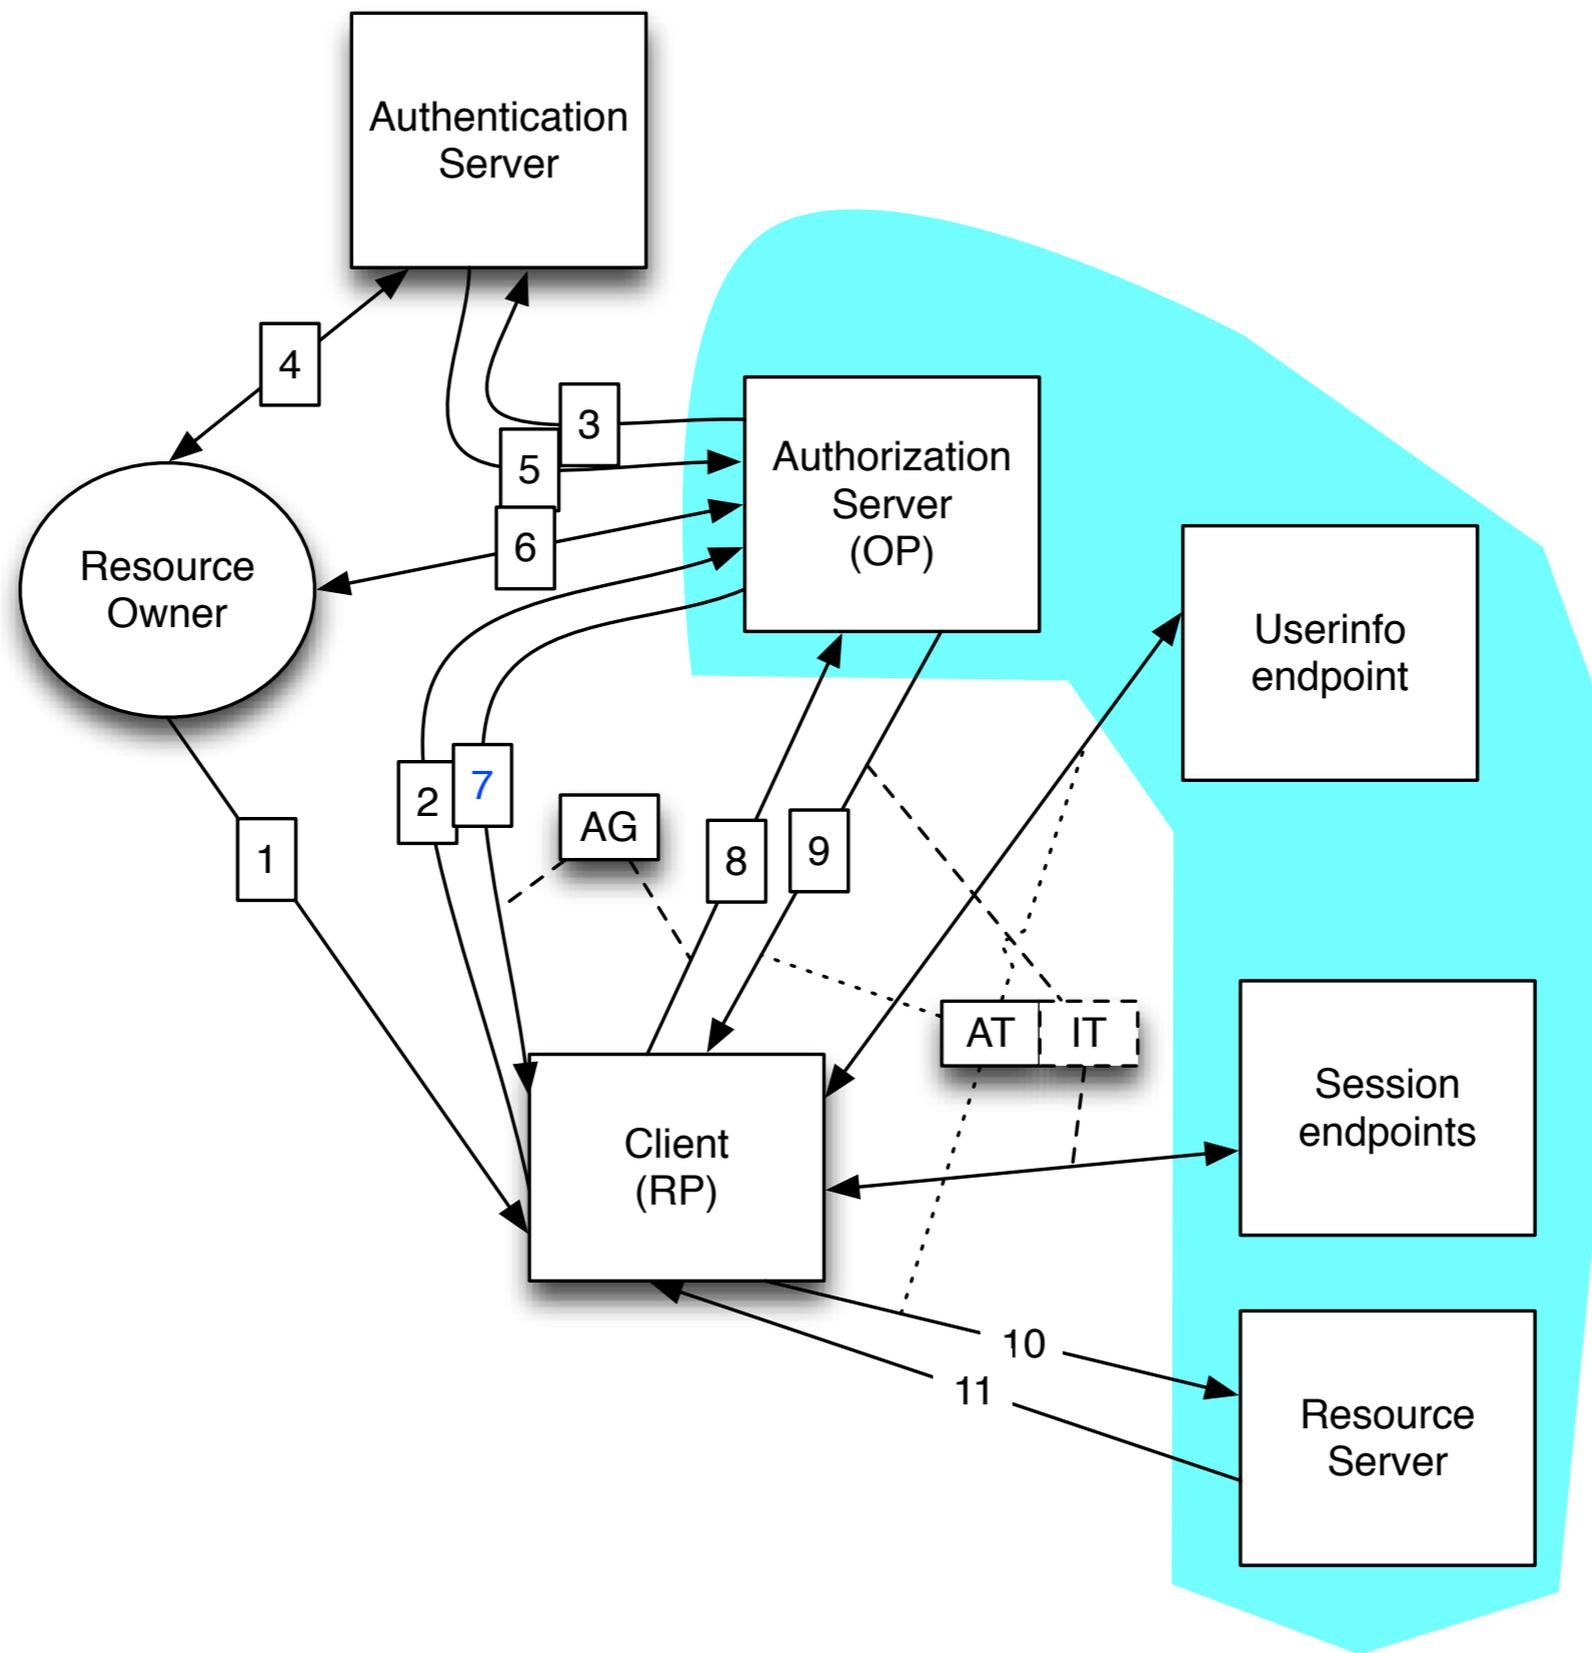 Authentication
Server
4
3
5
Authorization
Server
(OP)
6
Resource
Owner
Userinfo
endpoint
2
7
AG
8
9
1
AT
IT
Session
endpoints
Client
(RP)
10
11
Resource
Server